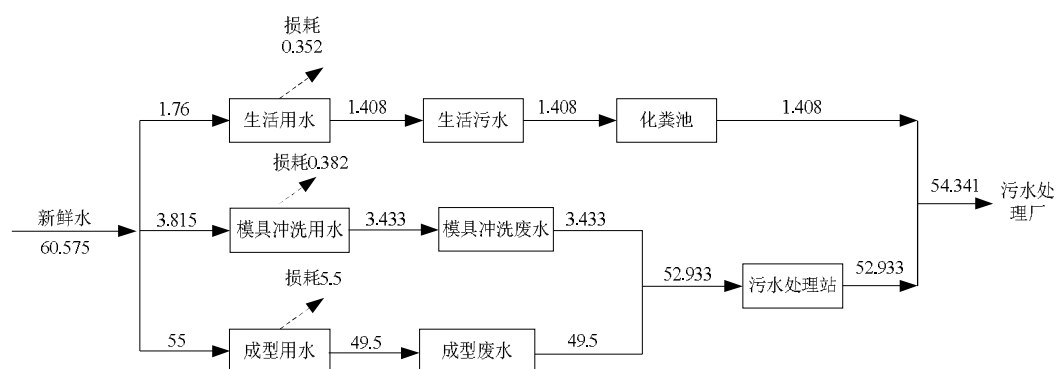 损耗
0.352
1.76
生活用水
1.408
生活污水
1.408
化粪池
1.408
损耗0.382
新鲜水
60.575
3.815
模具冲洗用水
3.433
模具冲洗废水
3.433
54.341
污水处
理厂
损耗5.5
52.933
污水处理站
52.933
55
成型用水
49.5
成型废水
49.5